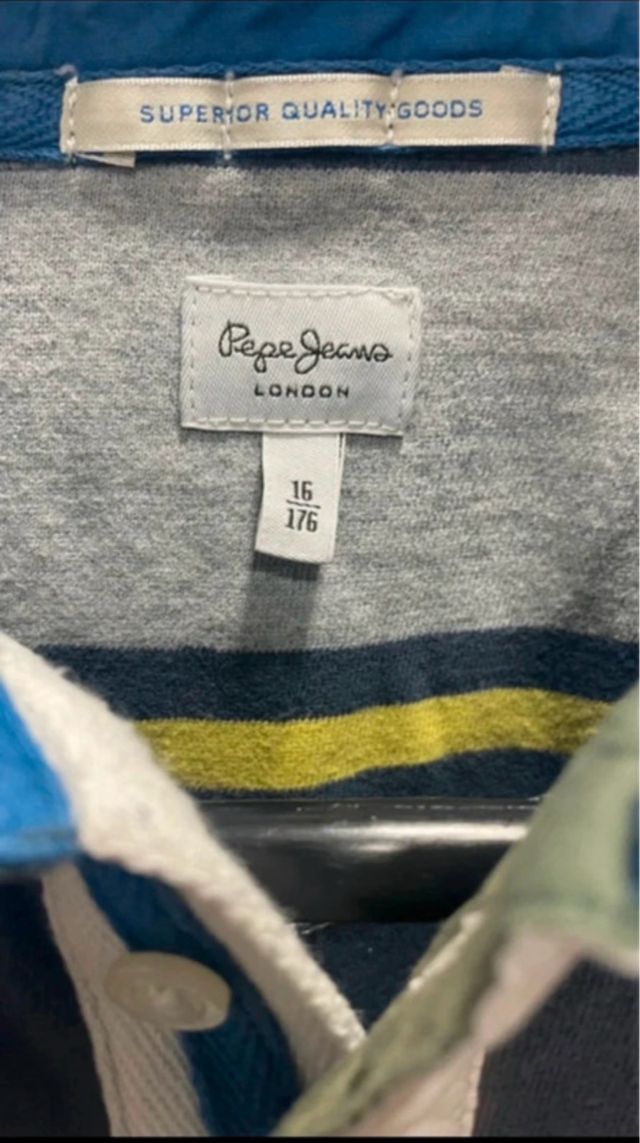 SUPERIOR QUALITY GOODS
Pepe Jeans
LONDON
16
176